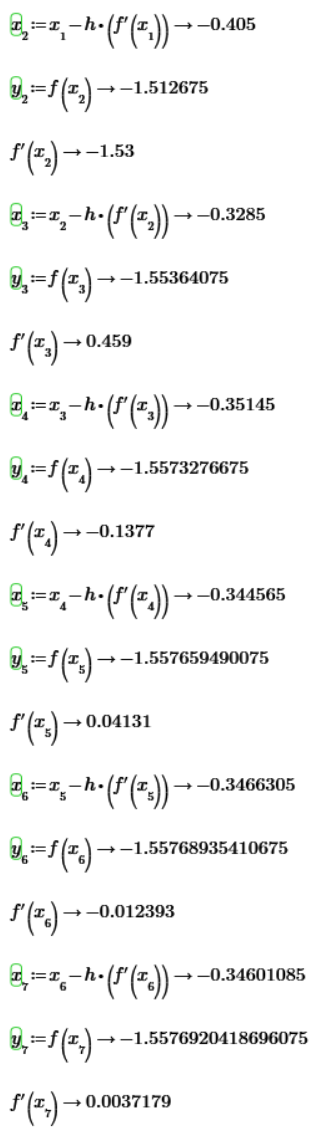 x₂:=x₁−h⋅(f′(x₁))→−0.405
y₂:=f(x₂)→−1.512675
f′(x₂)→−1.53
x₃:=x₂−h⋅(f′(x₂))→−0.3285
y₃:=f(x₃)→−1.55364075
f′(x₃)→0.459
x₄:=x₃−h⋅(f′(x₃))→−0.35145
y₄:=f(x₄)→−1.5573276675
f′(x₄)→−0.1377
x₅:=x₄−h⋅(f′(x₄))→−0.344565
y₅:=f(x₅)→−1.557659490075
f′(x₅)→0.04131
x₆:=x₅−h⋅(f′(x₅))→−0.3466305
y₆:=f(x₆)→−1.55768935410675
f′(x₆)→−0.012393
x₇:=x₆−h⋅(f′(x₆))→−0.34601085
y₇:=f(x₇)→−1.5576920418696075
f′(x₇)→0.0037179